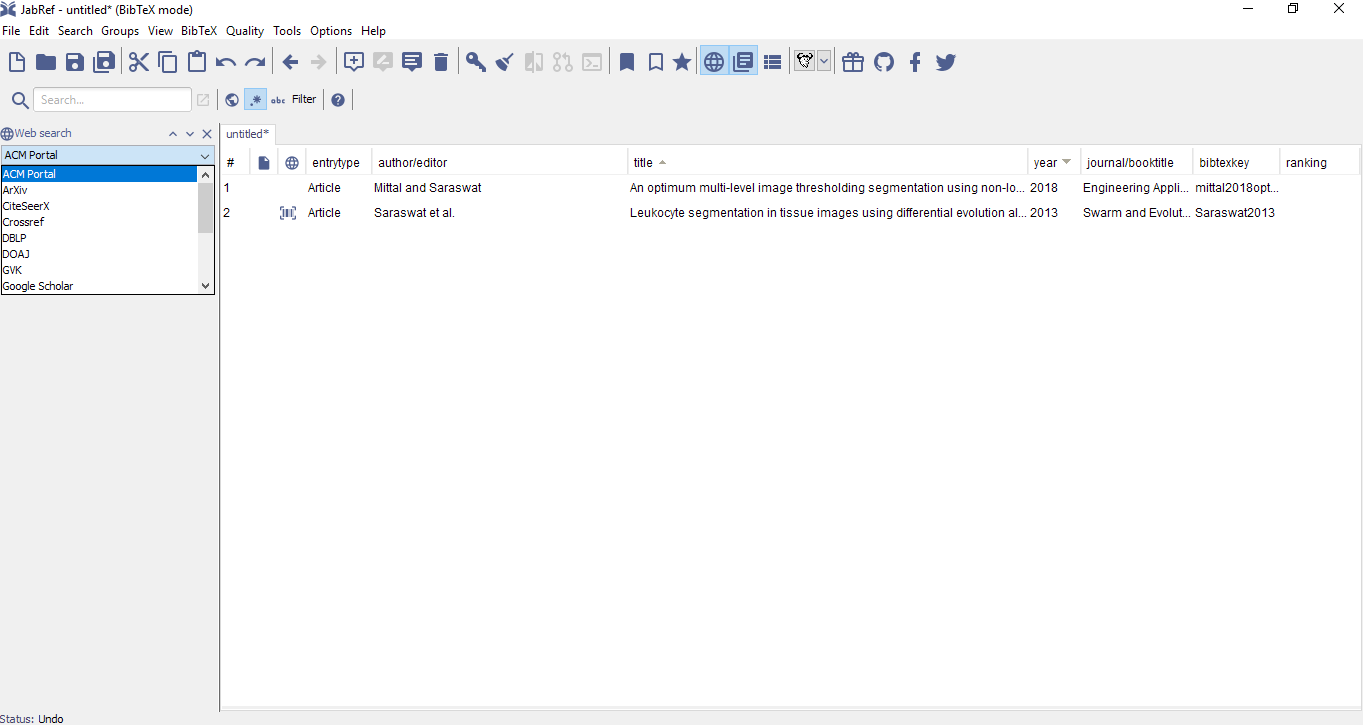 JabRef - untitled* (BibTeX mode)
File Edit Search Groups View BibTeX Quality Tools Options Help
Search... abc Filter
Web search
untitled*
ACM Portal
# entrytype author/editor title year journal/booktitle bibtexkey ranking
ACM Portal
1 Article Mittal and Saraswat An optimum multi-level image thresholding segmentation using non-lo... 2018 Engineering Appli... mittal2018opt...
ArXiv
CiteSeerX
2 Article Saraswat et al. Leukocyte segmentation in tissue images using differential evolution al... 2013 Swarm and Evolut... Saraswat2013
Crossref
DBLP
DOAJ
GVK
Google Scholar
Status: Undo